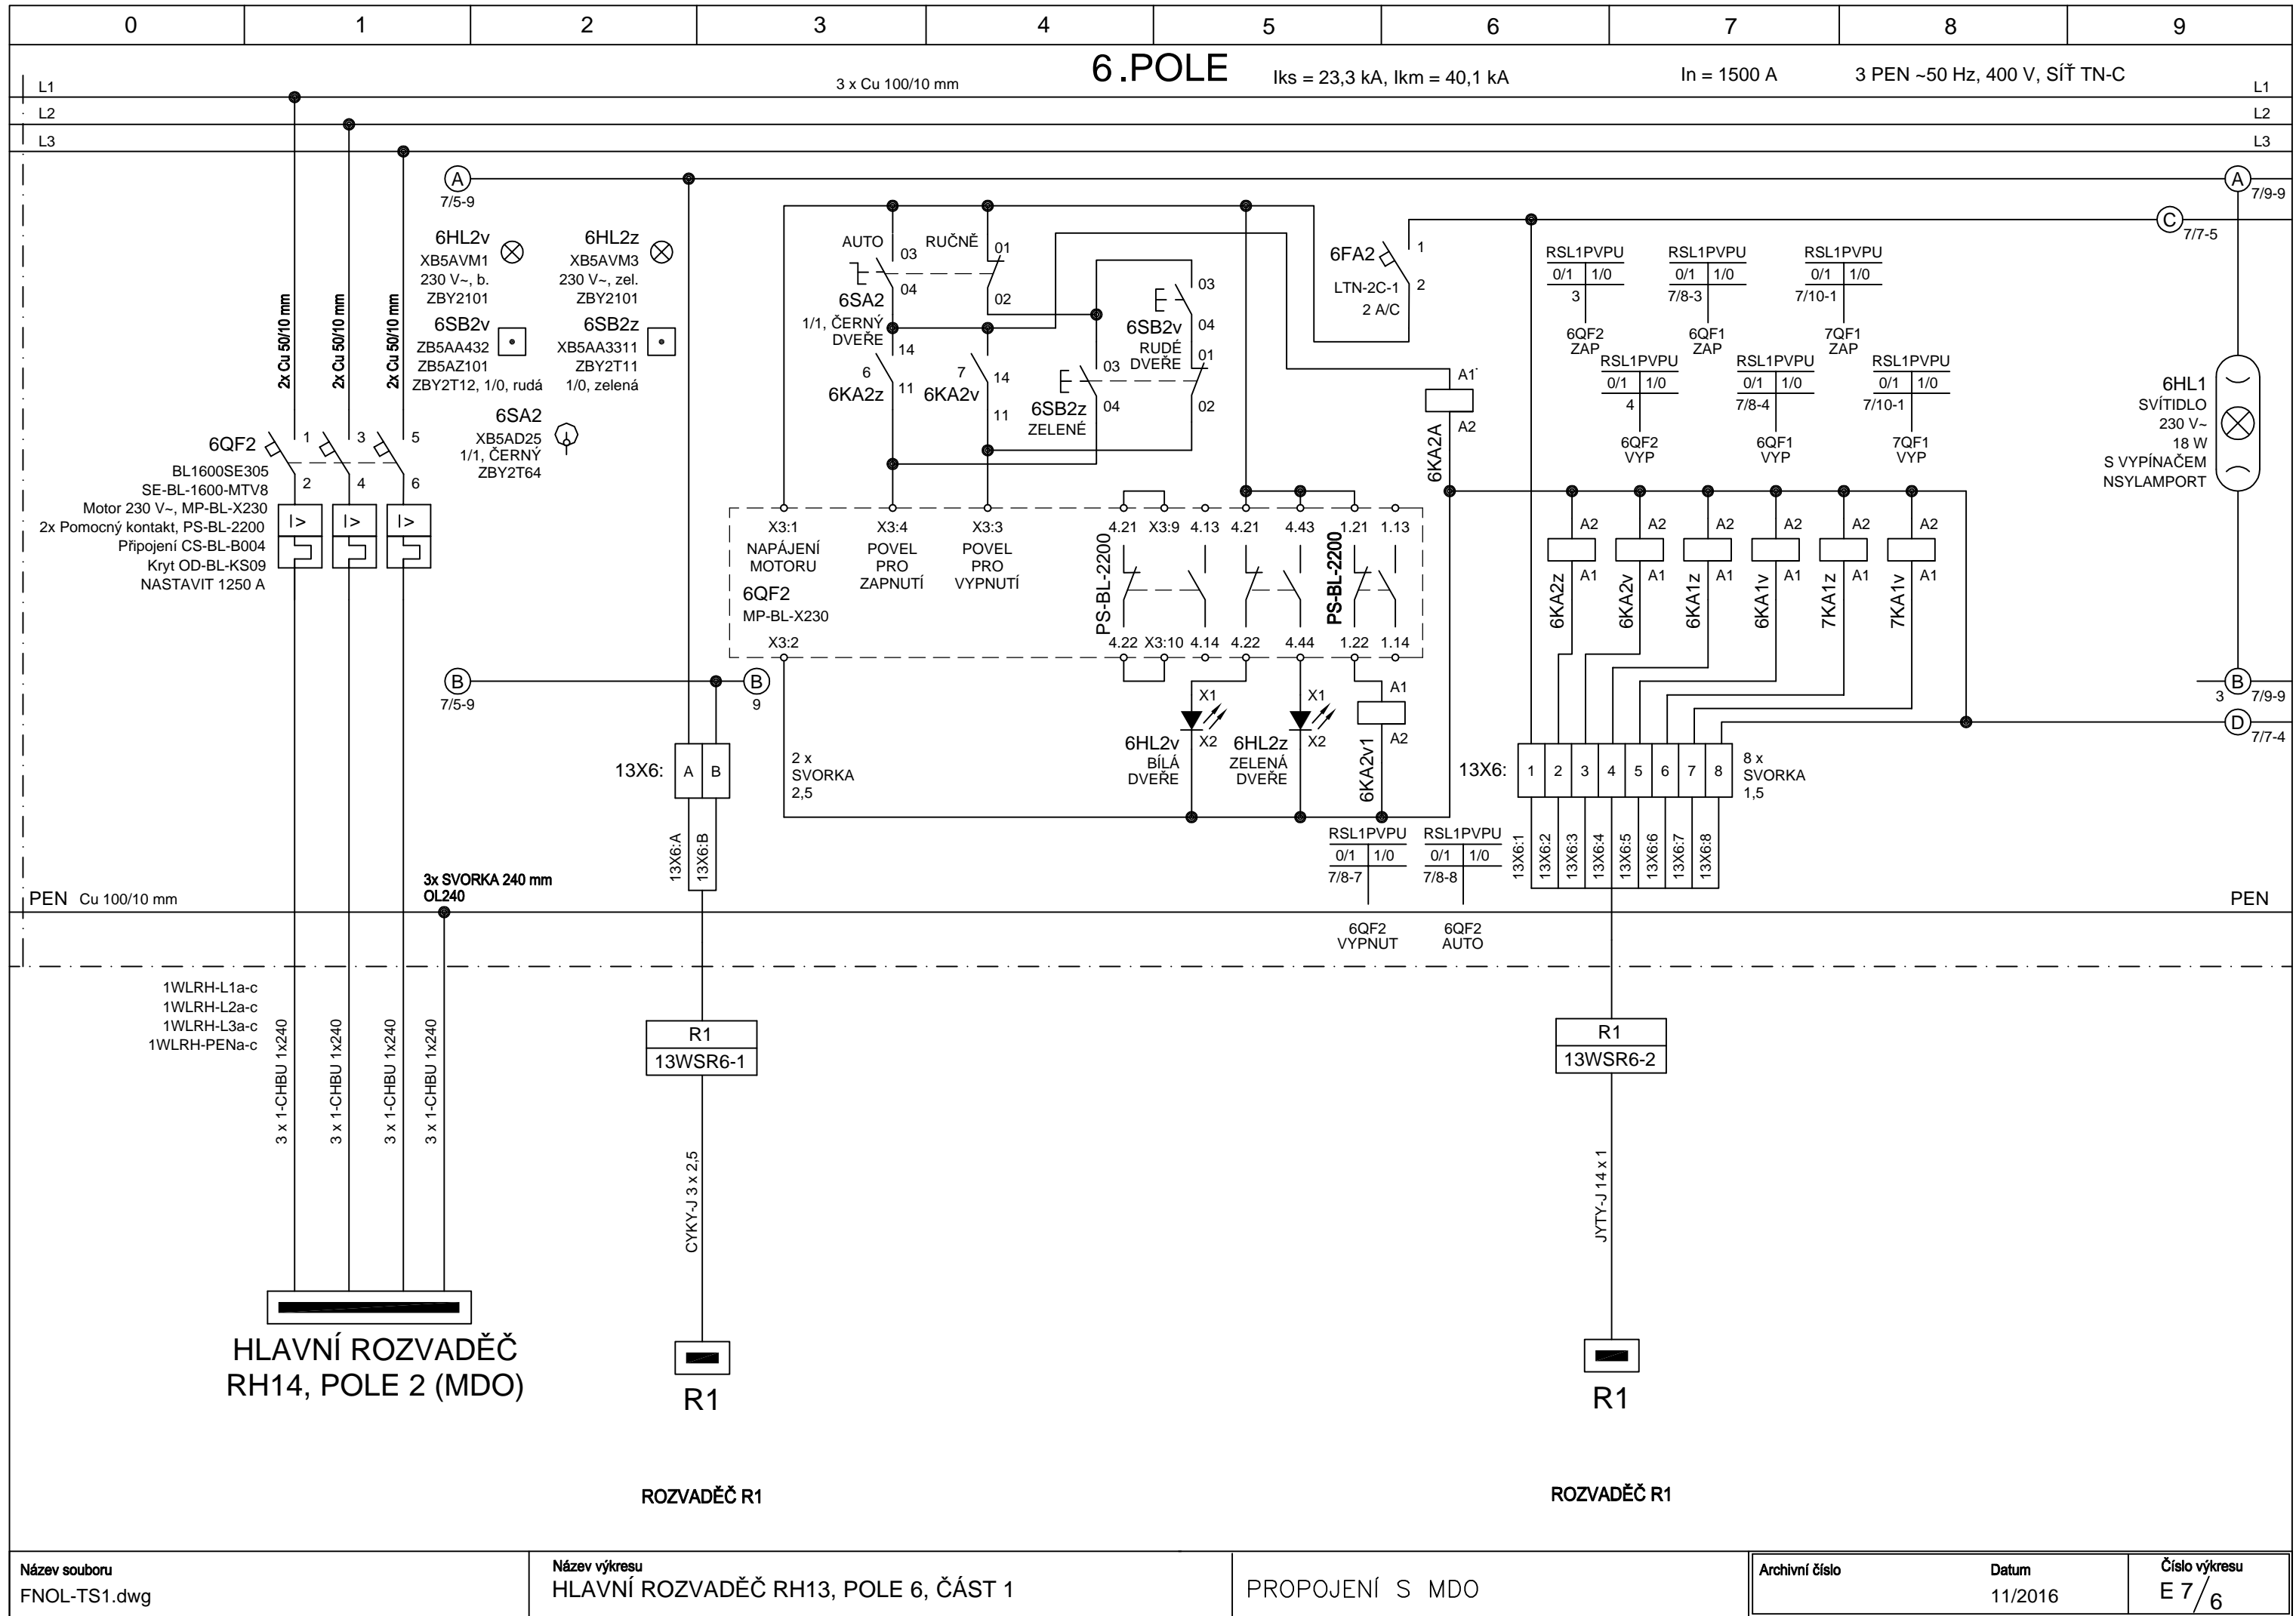 0 1 2 3 4 5 6 7 8 9
6.POLE
Iks = 23,3 kA, Ikm = 40,1 kA
In = 1500 A
3 PEN ~50 Hz, 400 V, SÍŤ TN-C
3 x Cu 100/10 mm
L1
L2
L3
L1
L2
L3
A
7/5-9
A
7/9-9
C
7/7-5
2x Cu 50/10 mm
2x Cu 50/10 mm
2x Cu 50/10 mm
6HL2v
XB5AVM1
230 V~, b.
ZBY2101
6SB2v
ZB5AA432
ZB5AZ101
ZBY2T12, 1/0, rudá
6HL2z
XB5AVM3
230 V~, zel.
ZBY2101
6SB2z
XB5AA3311
ZBY2T11
1/0, zelená
6SA2
XB5AD25
1/1, ČERNÝ
ZBY2T64
6QF2
1
3
5
2
4
6
BL1600SE305
SE-BL-1600-MTV8
Motor 230 V~, MP-BL-X230
2x Pomocný kontakt, PS-BL-2200
Připojení CS-BL-B004
Kryt OD-BL-KS09
NASTAVIT 1250 A
I>
I>
I>
AUTO
03
04
RUČNĚ
01
02
6SA2
1/1, ČERNÝ
DVEŘE
14
6
11
6KA2z
7
14
11
6KA2v
03
04
6SB2v
RUDÉ
DVEŘE
01
02
03
04
6SB2z
ZELENÉ
6FA2
1
2
LTN-2C-1
2 A/C
A1
A2
6KA2A
RSL1PVPU
0/1 1/0
3
6QF2
ZAP
RSL1PVPU
0/1 1/0
7/8-3
6QF1
ZAP
RSL1PVPU
0/1 1/0
7/10-1
7QF1
ZAP
RSL1PVPU
0/1 1/0
4
6QF2
VYP
RSL1PVPU
0/1 1/0
7/8-4
6QF1
VYP
RSL1PVPU
0/1 1/0
7/10-1
7QF1
VYP
6HL1
SVÍTIDLO
230 V~
18 W
S VYPÍNAČEM
NSYLAMPORT
X3:1
NAPÁJENÍ
MOTORU
X3:4
POVEL
PRO
ZAPNUTÍ
X3:3
POVEL
PRO
VYPNUTÍ
6QF2
MP-BL-X230
X3:2
4.21 X3:9 4.13 4.21 4.43 1.21 1.13
PS-BL-2200
PS-BL-2200
4.22 X3:10 4.14 4.22 4.44 1.22 1.14
A2 A2 A2 A2 A2 A2
A1 A1 A1 A1 A1 A1
6KA2z
6KA2v
6KA1z
6KA1v
7KA1z
7KA1v
B
7/5-9
B
9
3
B
7/9-9
D
7/7-4
X1
X2
6HL2v
BÍLÁ
DVEŘE
X1
X2
6HL2z
ZELENÁ
DVEŘE
A1
A2
6KA2v1
13X6:
A B
2 x
SVORKA
2,5
13X6:
1 2 3 4 5 6 7 8
8 x
SVORKA
1,5
13X6:A
13X6:B
13X6:1
13X6:2
13X6:3
13X6:4
13X6:5
13X6:6
13X6:7
13X6:8
RSL1PVPU
0/1 1/0
7/8-7
6QF2
VYPNUT
RSL1PVPU
0/1 1/0
7/8-8
6QF2
AUTO
3x SVORKA 240 mm
OL240
PEN Cu 100/10 mm
PEN
1WLRH-L1a-c
1WLRH-L2a-c
1WLRH-L3a-c
1WLRH-PENa-c
3 x 1-CHBU 1x240
3 x 1-CHBU 1x240
3 x 1-CHBU 1x240
3 x 1-CHBU 1x240
R1
13WSR6-1
R1
13WSR6-2
CYKY-J 3 x 2,5
JYTY-J 14 x 1
HLAVNÍ ROZVADĚČ
RH14, POLE 2 (MDO)
R1
R1
ROZVADĚČ R1
ROZVADĚČ R1
Název souboru
FNOL-TS1.dwg
Název výkresu
HLAVNÍ ROZVADĚČ RH13, POLE 6, ČÁST 1
PROPOJENÍ S MDO
Archivní číslo
Datum
11/2016
Číslo výkresu
E 7/6